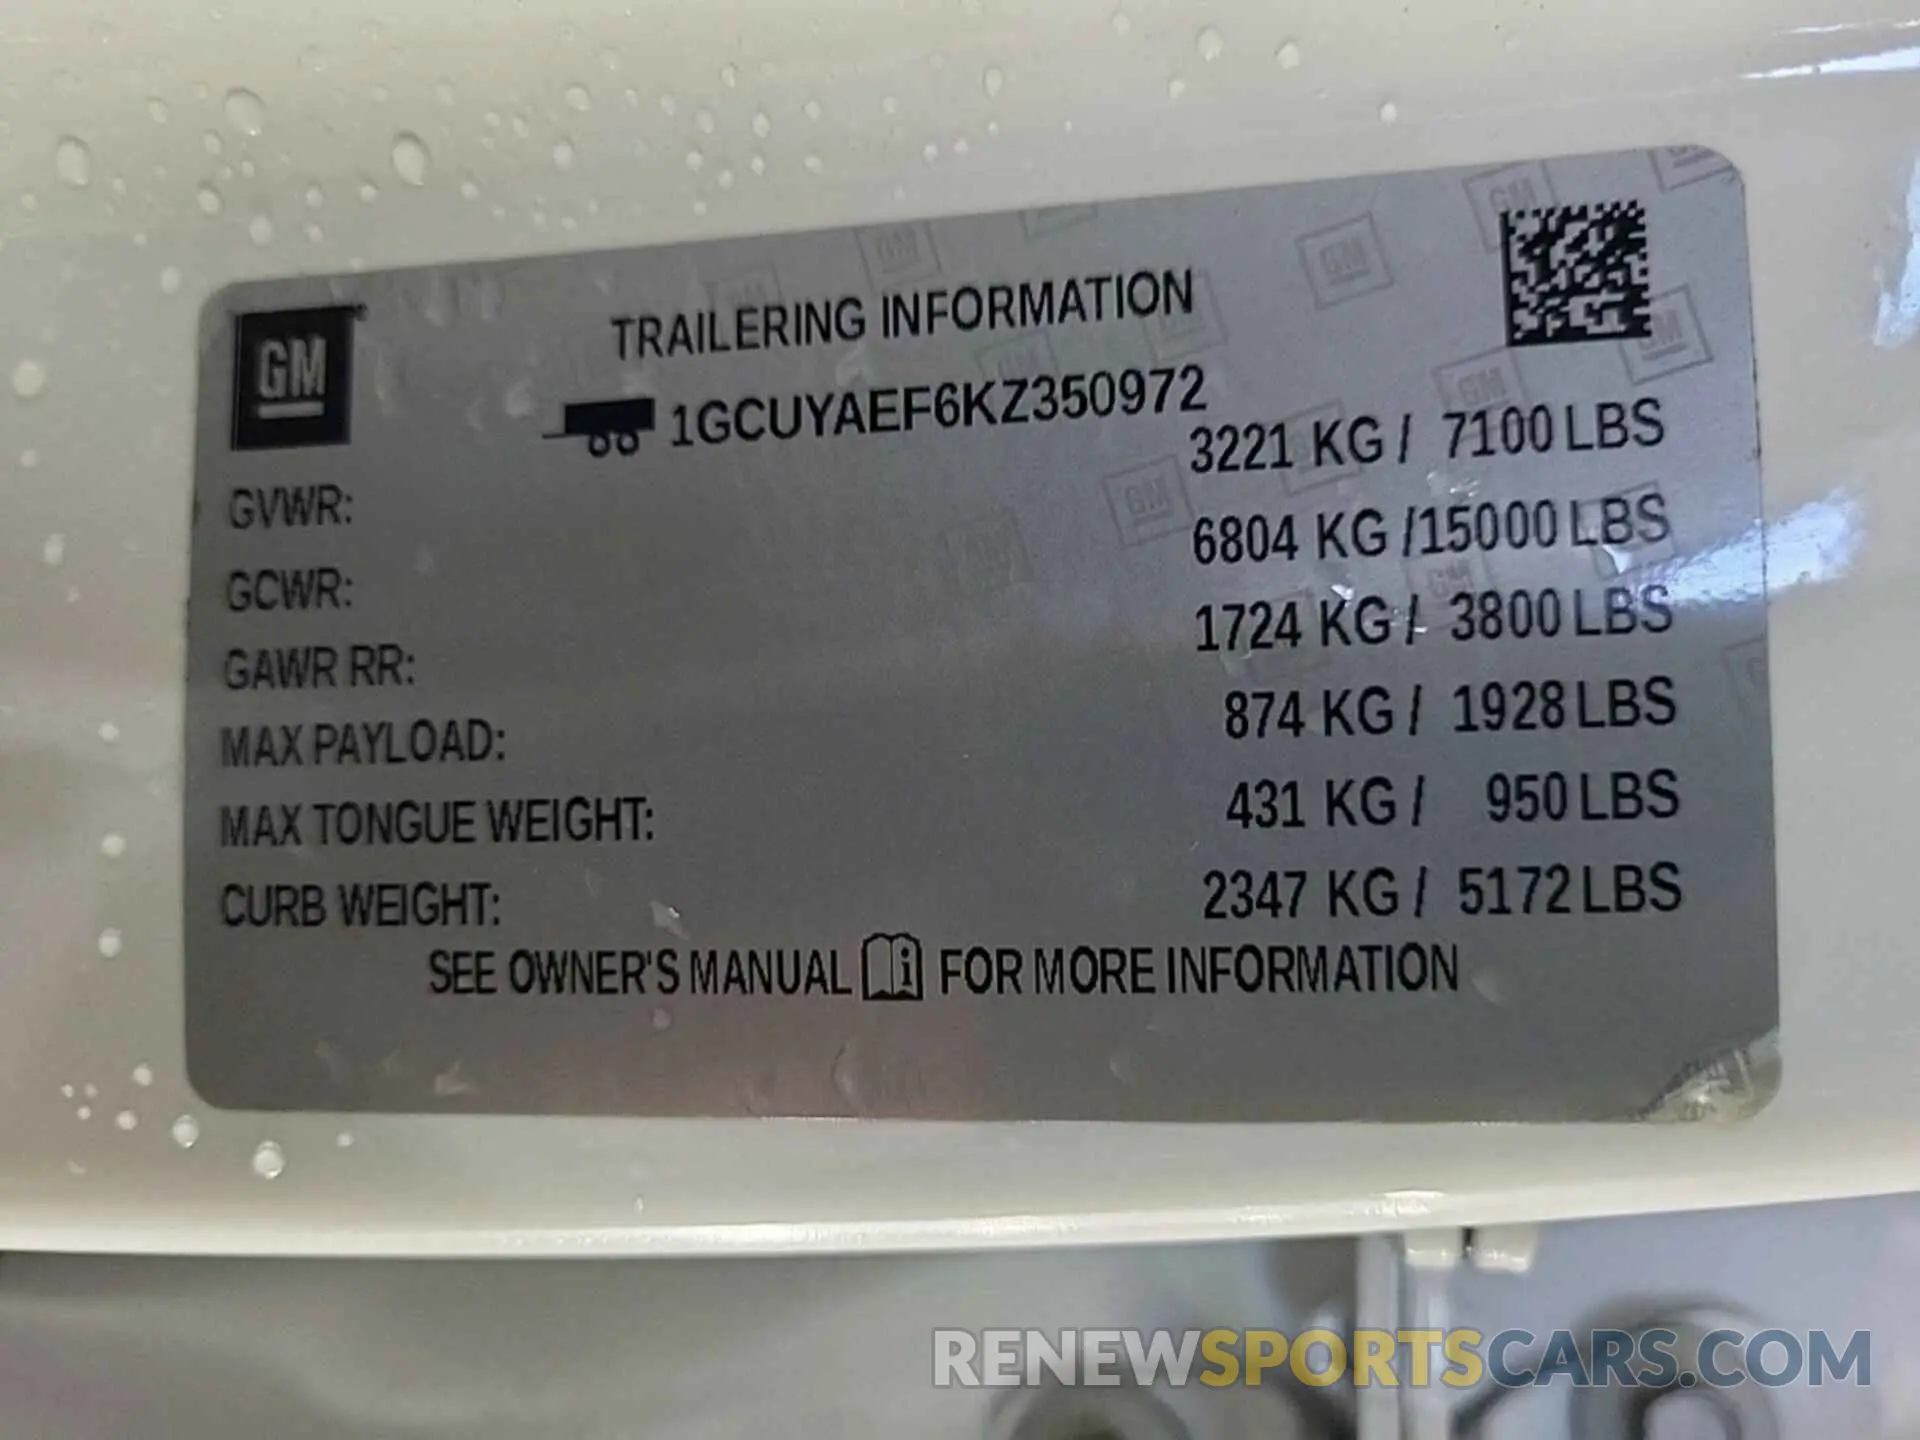 GM
TRAILERING INFORMATION
1GCUYAEF6KZ350972
GVWR: 3221 KG / 7100 LBS
GCWR: 6804 KG /15000 LBS
GAWR RR: 1724 KG / 3800 LBS
MAX PAYLOAD: 874 KG / 1928 LBS
MAX TONGUE WEIGHT: 431 KG / 950 LBS
CURB WEIGHT: 2347 KG / 5172 LBS
SEE OWNER'S MANUAL i FOR MORE INFORMATION
RENEWSPORTSCARS.COM